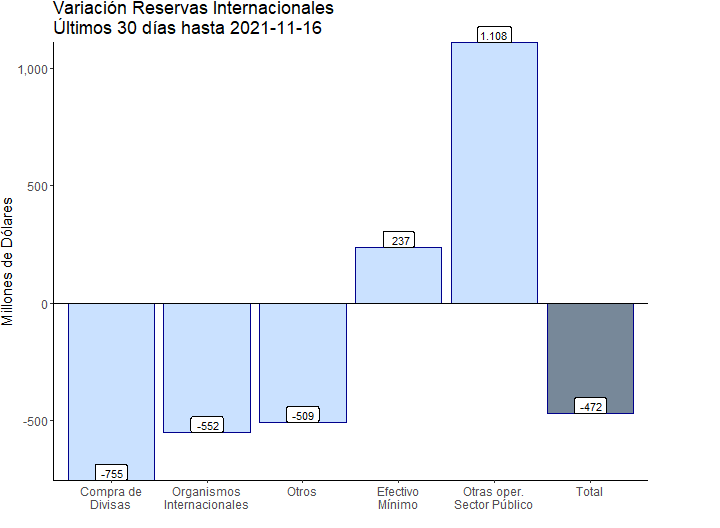 Variación Reservas Internacionales
Últimos 30 días hasta 2021-11-16
Millones de Dólares
1,000
500
0
-500
-755
-552
-509
237
1.108
-472
Compra de
Divisas
Organismos
Internacionales
Otros
Efectivo
Mínimo
Otras oper.
Sector Público
Total